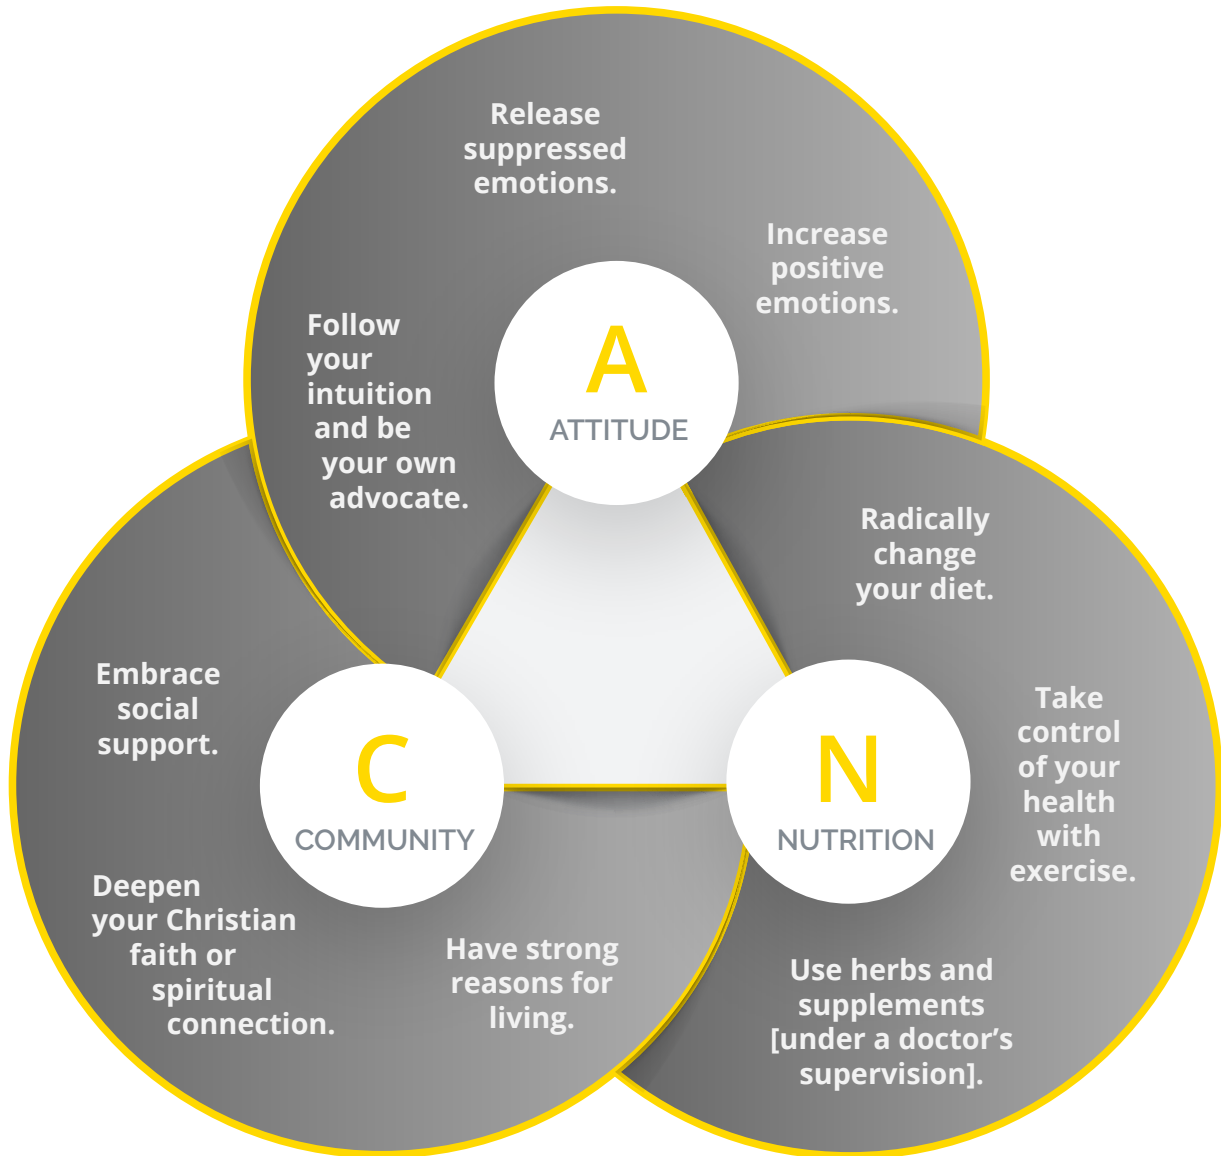 Release
suppressed
emotions.
Increase
positive
emotions.
Follow
your
intuition
and be
your own
advocate.
A
ATTITUDE
Radically
change
your diet.
Take
control
of your
health
with
exercise.
Use herbs and
supplements
[under a doctor’s
supervision].
N
NUTRITION
Embrace
social
support.
Deepen
your Christian
faith or
spiritual
connection.
Have strong
reasons for
living.
C
COMMUNITY